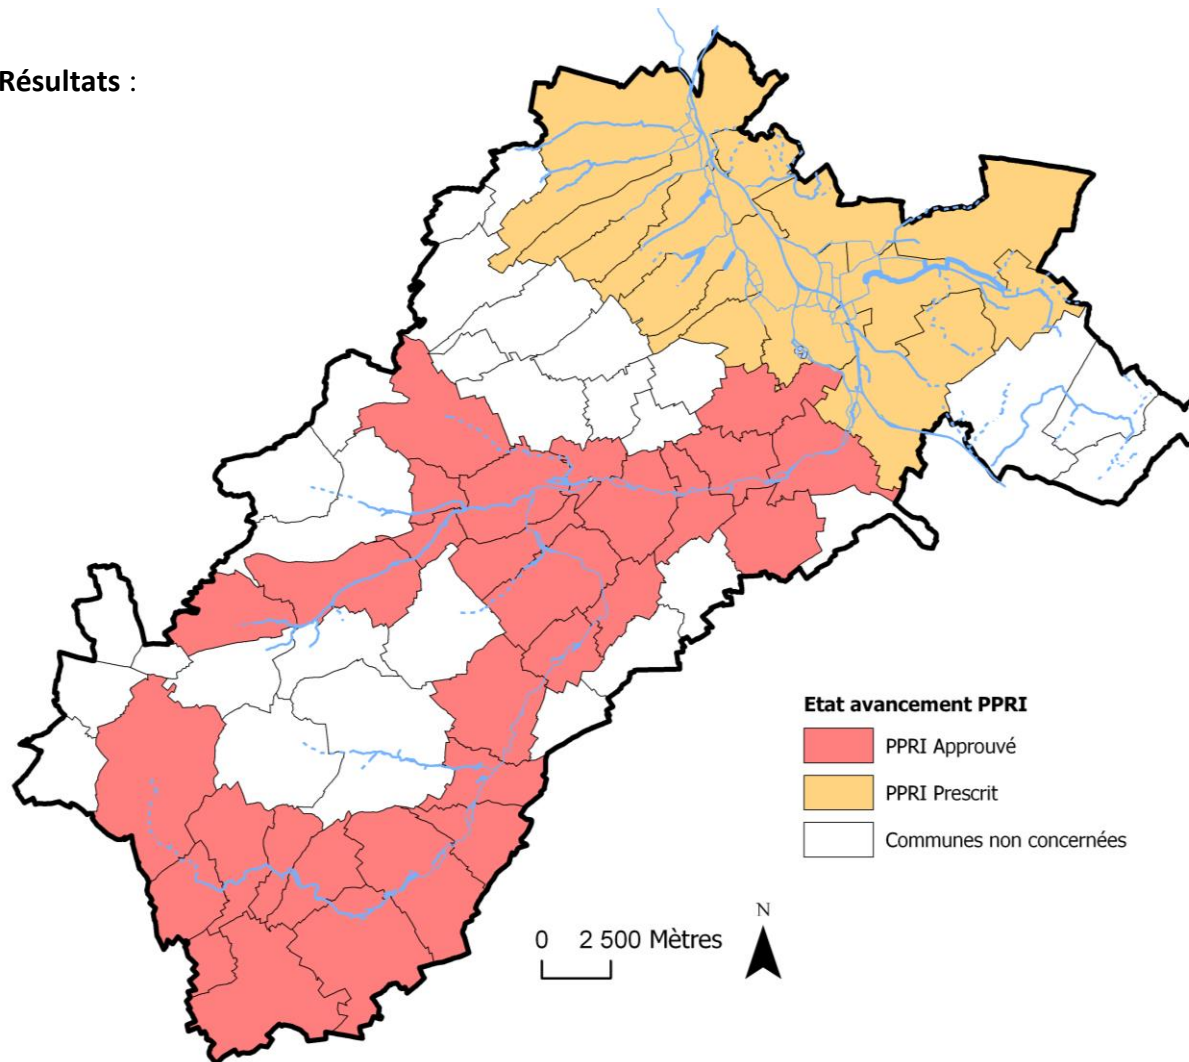 Résultats :
Etat avancement PPRI
PPRI Approuvé
PPRI Prescrit
Communes non concernées
N
0 2 500 Mètres